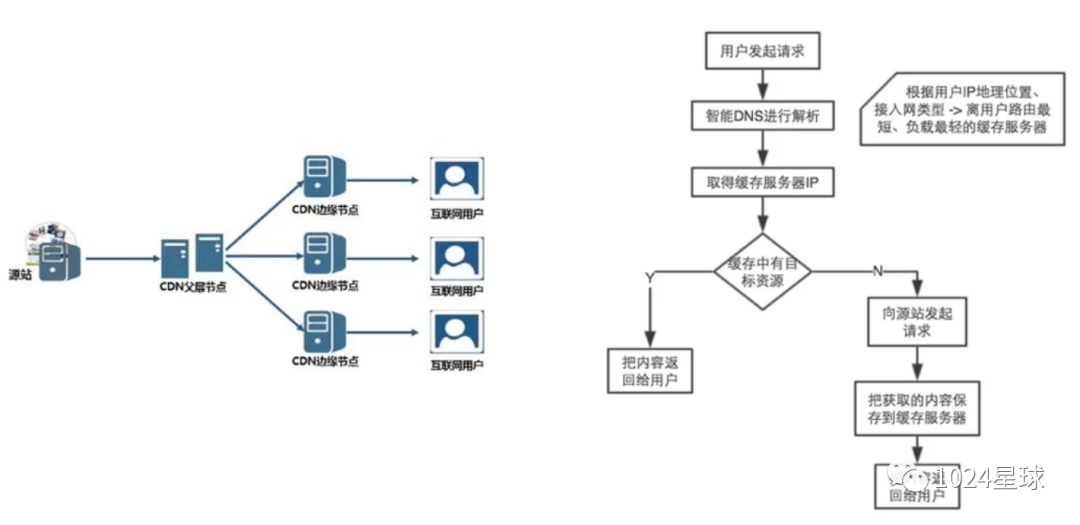 源站
CDN父层节点
CDN边缘节点
互联网用户
CDN边缘节点
互联网用户
CDN边缘节点
互联网用户
用户发起请求
智能DNS进行解析
根据用户IP地理位置、
接入网类型 -> 离用户路由最
短、负载最轻的缓存服务器
取得缓存服务器IP
缓存中有目
标资源
Y
N
把内容返
回给用户
向源站发起
请求
把获取的内容保
存到缓存服务器
返
回给用户
1024星球